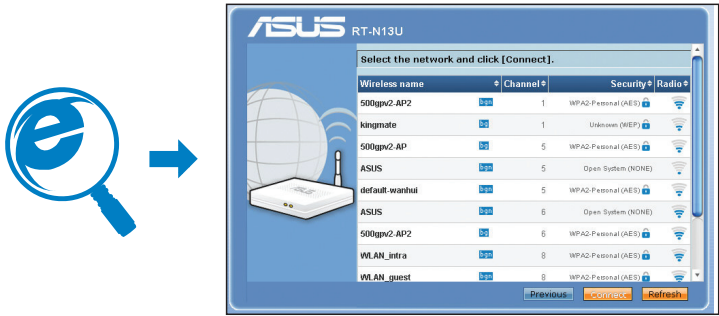 ASUS RT-N13U
Select the network and click [Connect].
Wireless name Channel Security Radio
500gpv2-AP2 bgn 1 WPA2-Personal (AES)
kingmate bg 1 Unknown (WEP)
500gpv2-AP bg 5 WPA2-Personal (AES)
ASUS bgn 5 Open System (NONE)
default-wanhui bgn 5 WPA2-Personal (AES)
ASUS bgn 6 Open System (NONE)
500gpv2-AP2 bg 6 WPA2-Personal (AES)
WLAN_intra bgn 8 WPA2-Personal (AES)
WLAN_guest bgn 8 WPA2-Personal (AES)
ASUS
Previous Connect Refresh